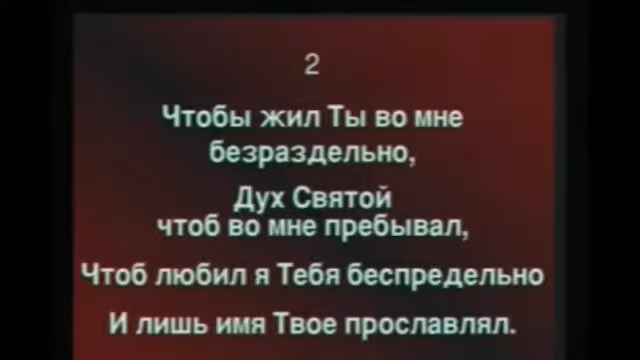 2
Чтобы жил Ты во мне
безраздельно,
Дух Святой
чтоб во мне пребывал,
Чтоб любил я Тебя беспредельно
И лишь имя Твое прославлял.